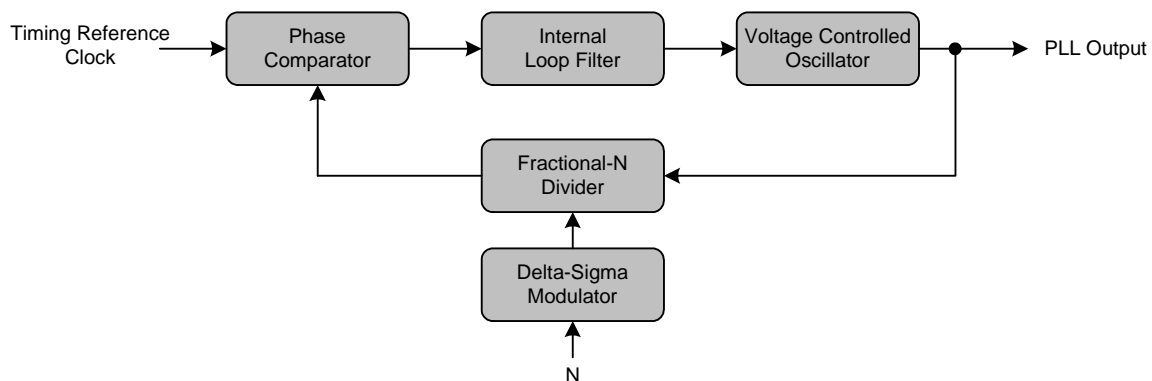 Timing Reference
Clock
Phase
Comparator
Internal
Loop Filter
Voltage Controlled
Oscillator
PLL Output
Fractional-N
Divider
Delta-Sigma
Modulator
N